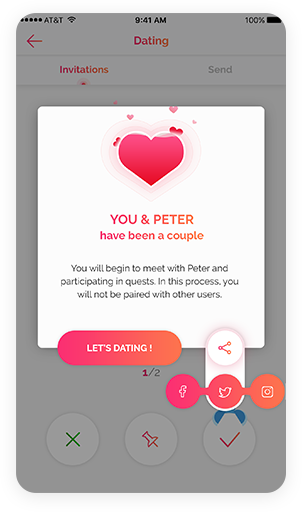 AT&T 9:41 AM 100%
Dating
Invitations Send
YOU & PETER
have been a couple
You will begin to meet with Peter and
participating in quests. In this process, you
will not be paired with other users.
LET'S DATING !
1/2